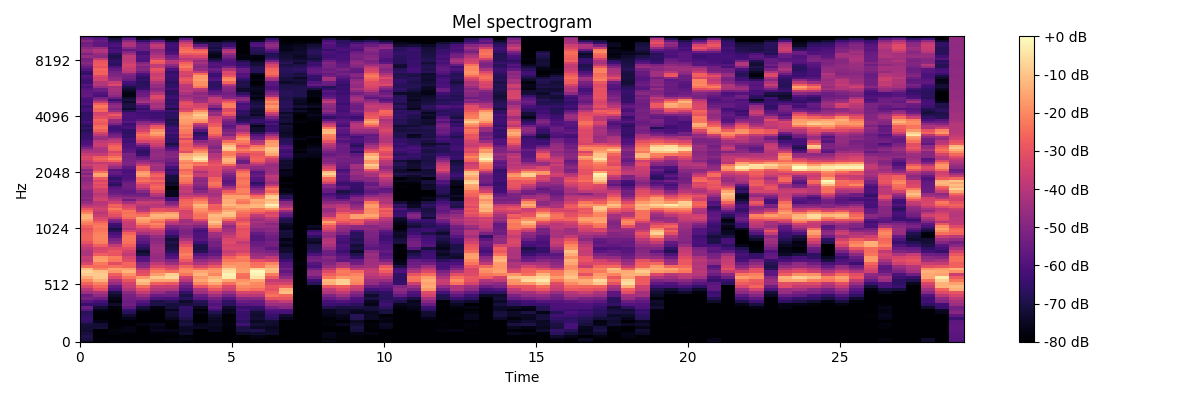 Mel spectrogram
8192
4096
2048
1024
512
0
Hz
0 5 10 15 20 25
Time
+0 dB
-10 dB
-20 dB
-30 dB
-40 dB
-50 dB
-60 dB
-70 dB
-80 dB